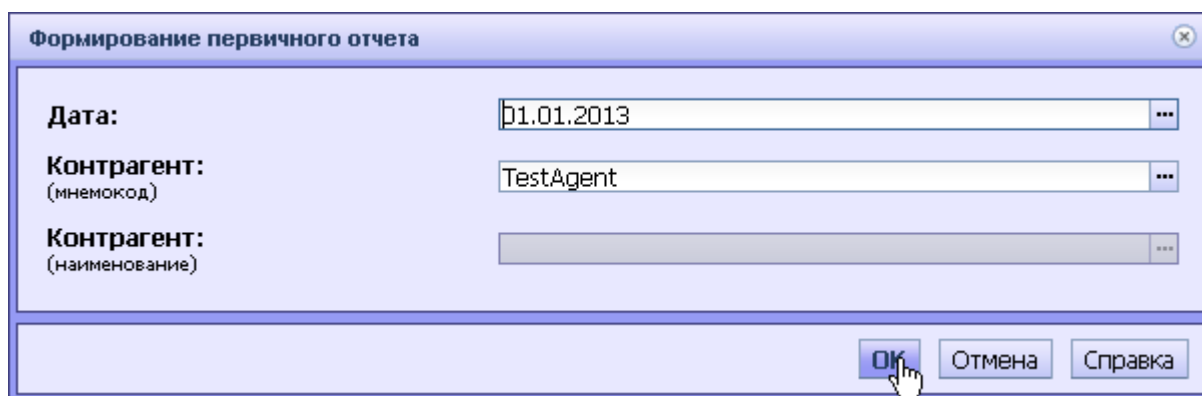 Формирование первичного отчета
Дата: 01.01.2013 ...
Контрагент: TestAgent ...
(мнемокод)
Контрагент: ...
(наименование)
ОК Отмена Справка